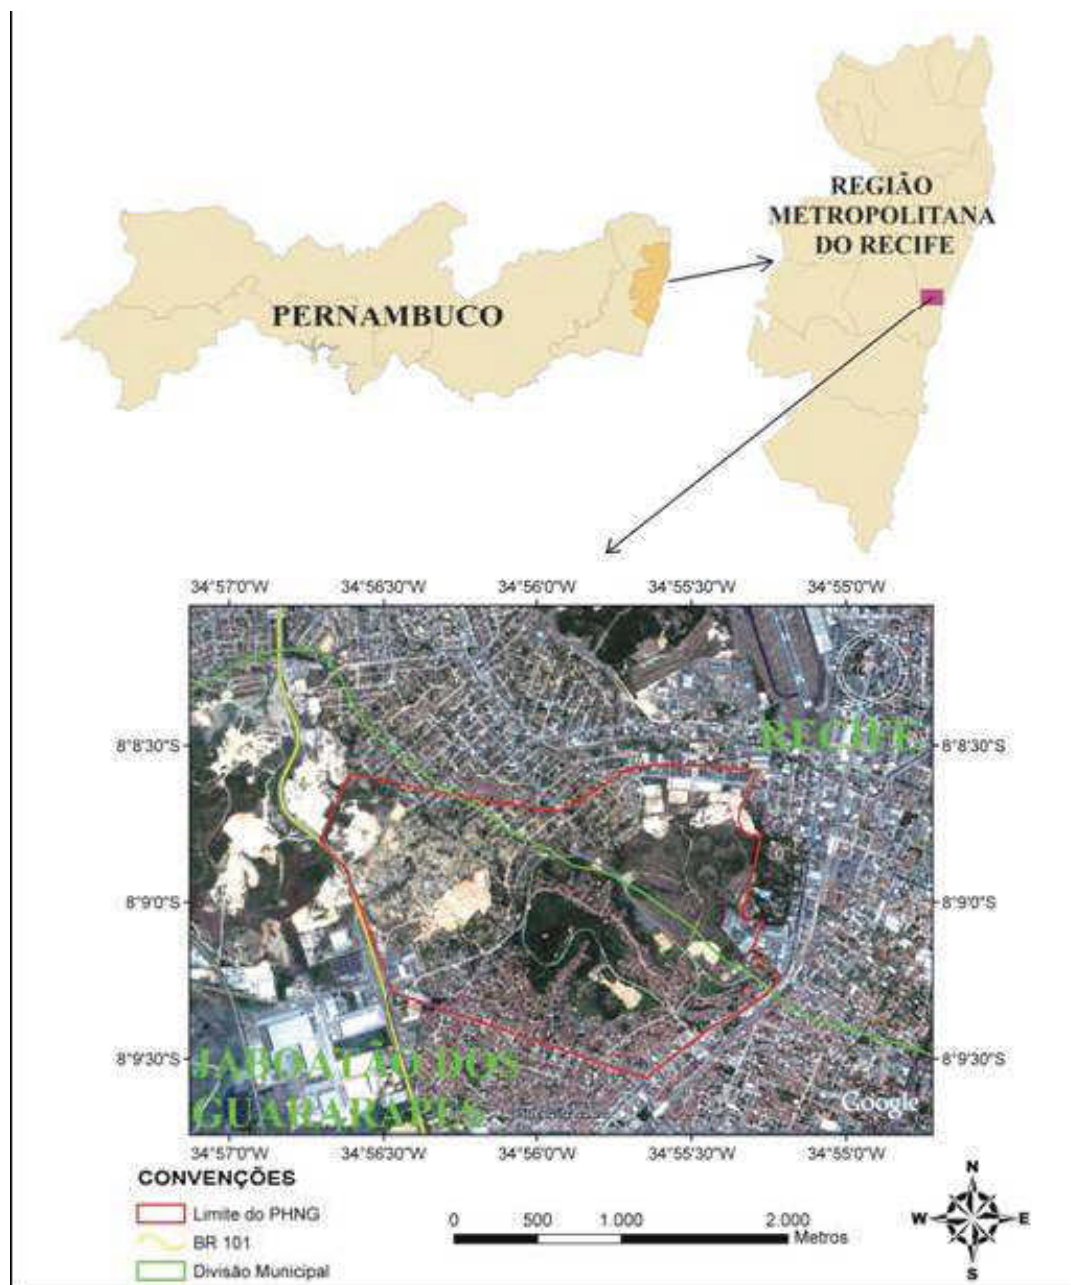 REGIÃO
METROPOLITANA
DO RECIFE
PERNAMBUCO
34°57'0"W 34°56'30"W 34°56'0"W 34°55'30"W 34°55'0"W
RECIFE
8°8'30"S 8°8'30"S
8°9'0"S 8°9'0"S
8°9'30"S 8°9'30"S
JABOATÃO DOS
GUARARAPES
Google
34°57'0"W 34°56'30"W 34°56'0"W 34°55'30"W 34°55'0"W
CONVENÇÕES
Limite do PHNG
BR 101
Divisão Municipal
0 500 1.000 2.000
Metros
N
W E
S